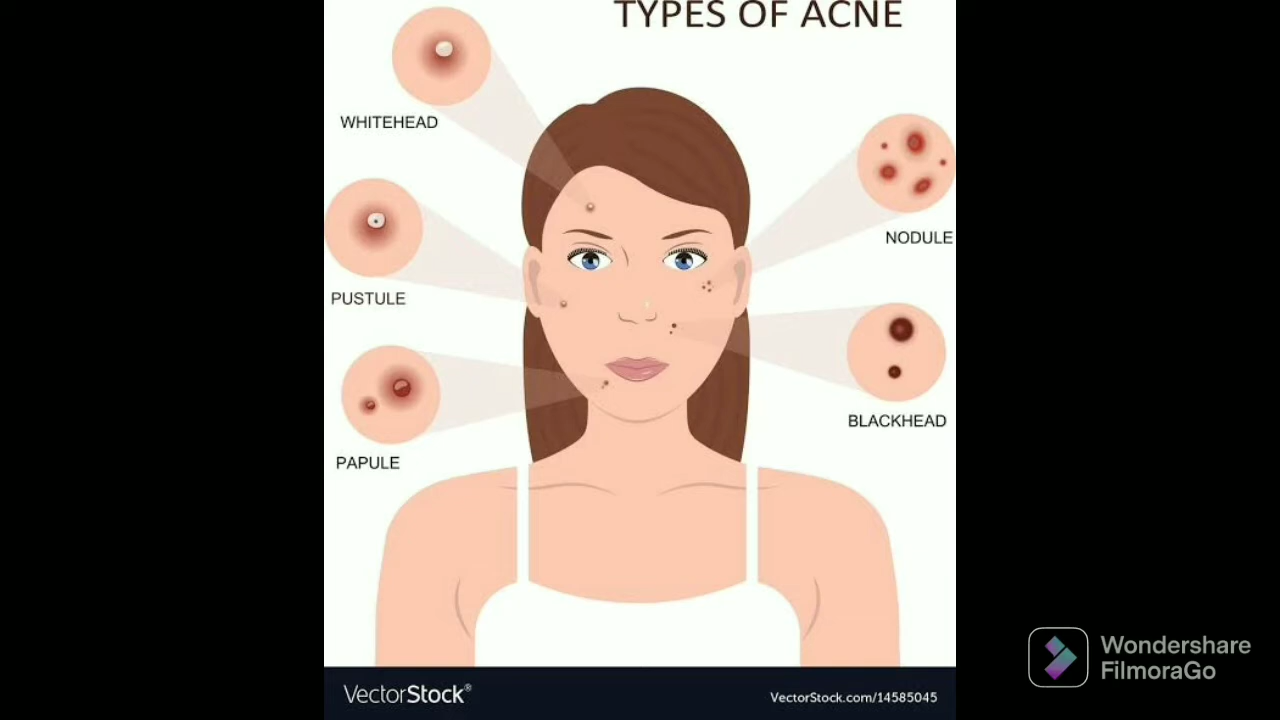 TYPES OF ACNE
WHITEHEAD
PUSTULE
PAPULE
NODULE
BLACKHEAD
VectorStock®
VectorStock.com/14585045
Wondershare
FilmoraGo